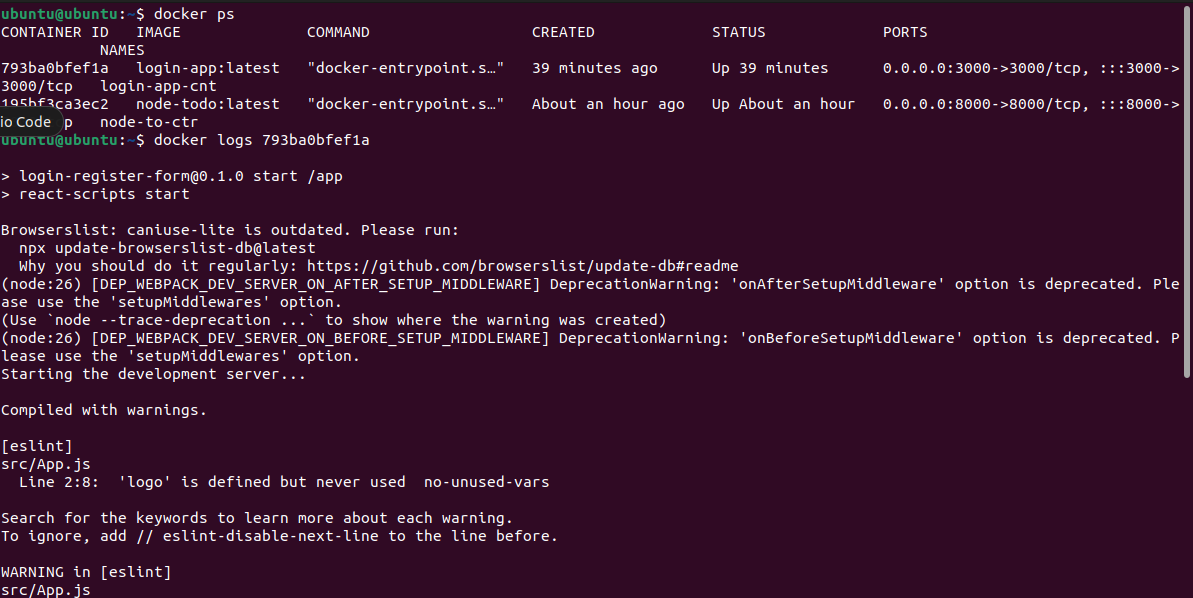 ubuntu@ubuntu:~$ docker ps
CONTAINER ID   IMAGE              COMMAND                  CREATED             STATUS             PORTS
           NAMES
793ba0bfef1a   login-app:latest   "docker-entrypoint.s…"   39 minutes ago      Up 39 minutes      0.0.0.0:3000->3000/tcp, :::3000->
3000/tcp   login-app-cnt
195bf3ca3ec2   node-todo:latest   "docker-entrypoint.s…"   About an hour ago   Up About an hour   0.0.0.0:8000->8000/tcp, :::8000->
io Code p   node-to-ctr
ubuntu@ubuntu:~$ docker logs 793ba0bfef1a

> login-register-form@0.1.0 start /app
> react-scripts start

Browserslist: caniuse-lite is outdated. Please run:
  npx update-browserslist-db@latest
  Why you should do it regularly: https://github.com/browserslist/update-db#readme
(node:26) [DEP_WEBPACK_DEV_SERVER_ON_AFTER_SETUP_MIDDLEWARE] DeprecationWarning: 'onAfterSetupMiddleware' option is deprecated. Ple
ase use the 'setupMiddlewares' option.
(Use `node --trace-deprecation ...` to show where the warning was created)
(node:26) [DEP_WEBPACK_DEV_SERVER_ON_BEFORE_SETUP_MIDDLEWARE] DeprecationWarning: 'onBeforeSetupMiddleware' option is deprecated. P
lease use the 'setupMiddlewares' option.
Starting the development server...

Compiled with warnings.

[eslint]
src/App.js
  Line 2:8:  'logo' is defined but never used  no-unused-vars

Search for the keywords to learn more about each warning.
To ignore, add // eslint-disable-next-line to the line before.

WARNING in [eslint]
src/App.js